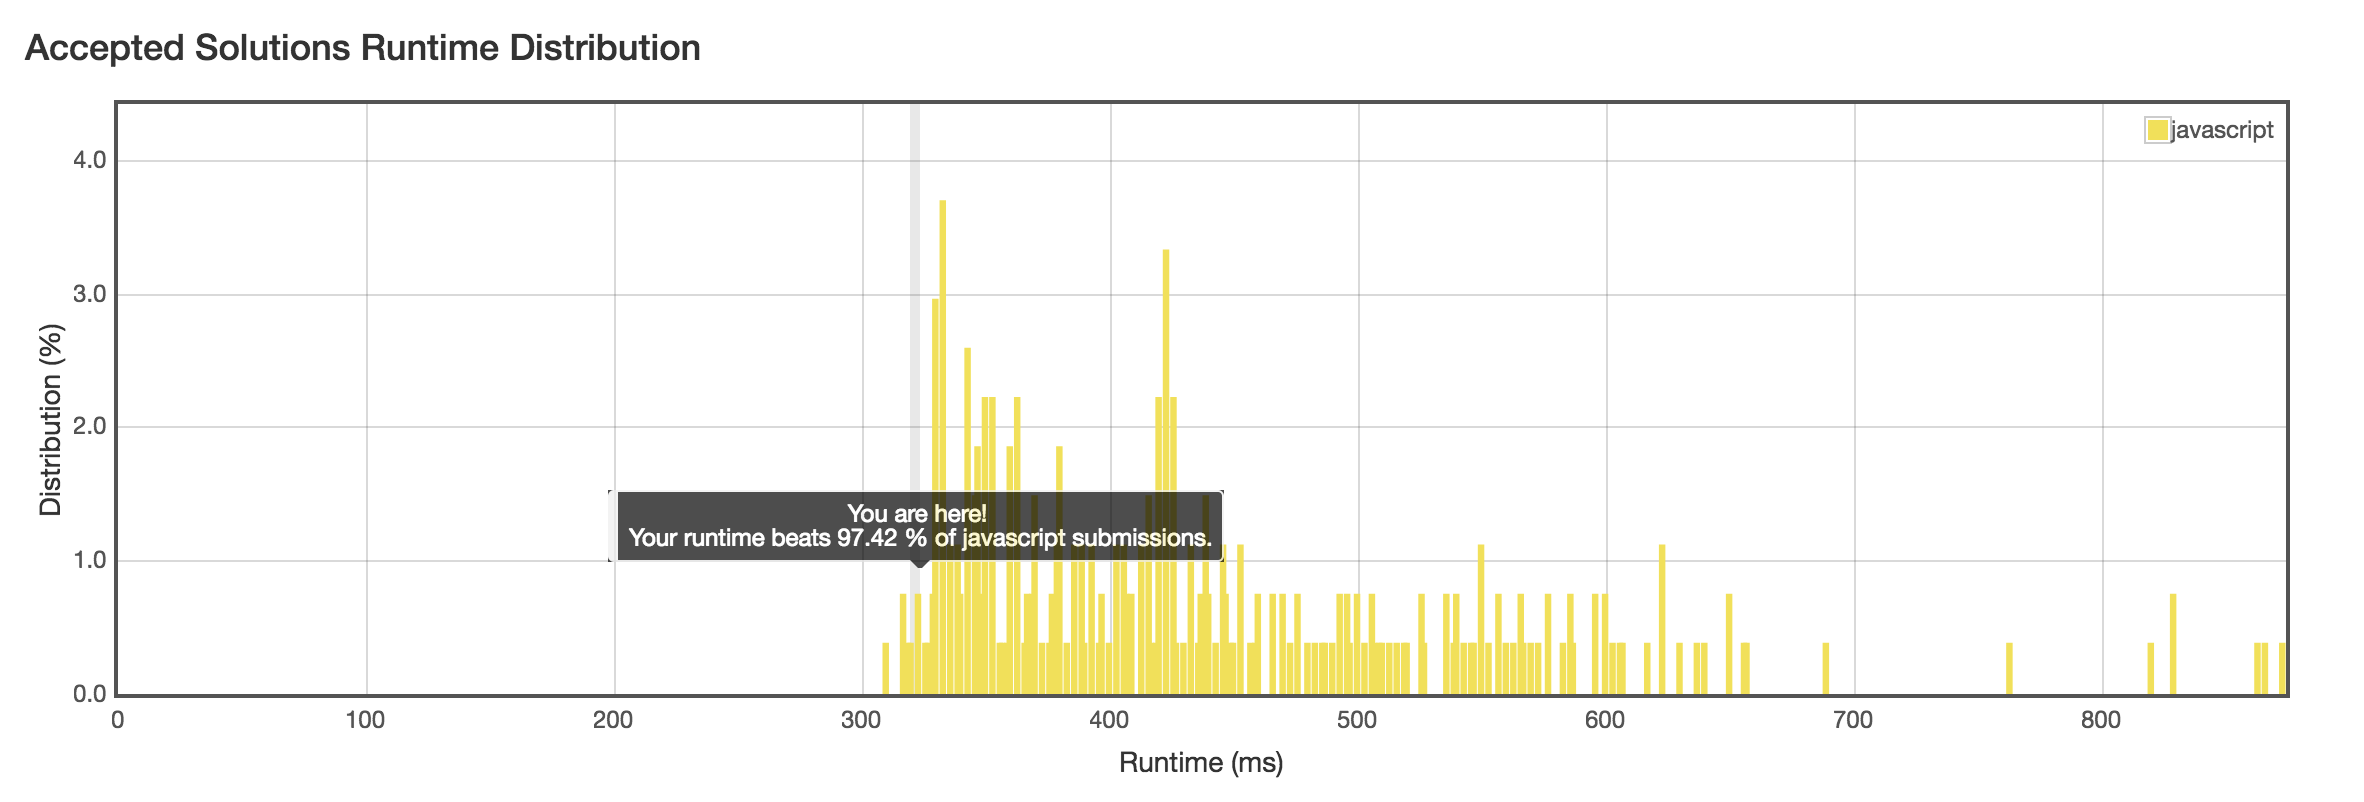 Accepted Solutions Runtime Distribution
javascript
4.0
3.0
2.0
1.0
0.0
Distribution (%)
You are here!
Your runtime beats 97.42 % of javascript submissions.
0 100 200 300 400 500 600 700 800
Runtime (ms)